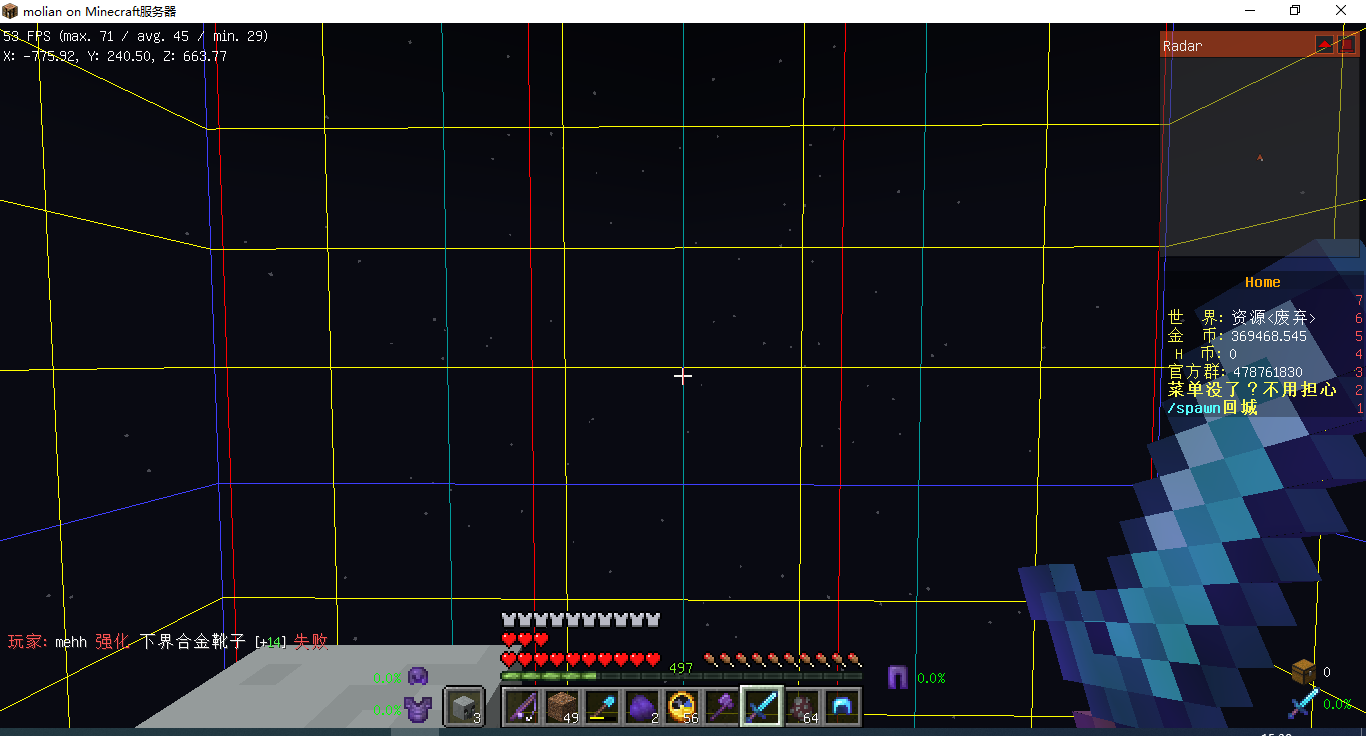 molian on Minecraft服务器
53 FPS (max. 71 / avg. 45 / min. 29)
X: -775.92, Y: 240.50, Z: 663.77
Radar
Home
7
世 界: 资源<废弃> 6
金 币: 369468.545 5
H 币: 0 4
官方群: 478761830 3
菜单没了？不用担心 2
/spawn回城 1
玩家: mehh 强化 下界合金靴子 [+14] 失败
497
0.0%
0.0%
0.0%
0
0.0%
3
49
2
56
64